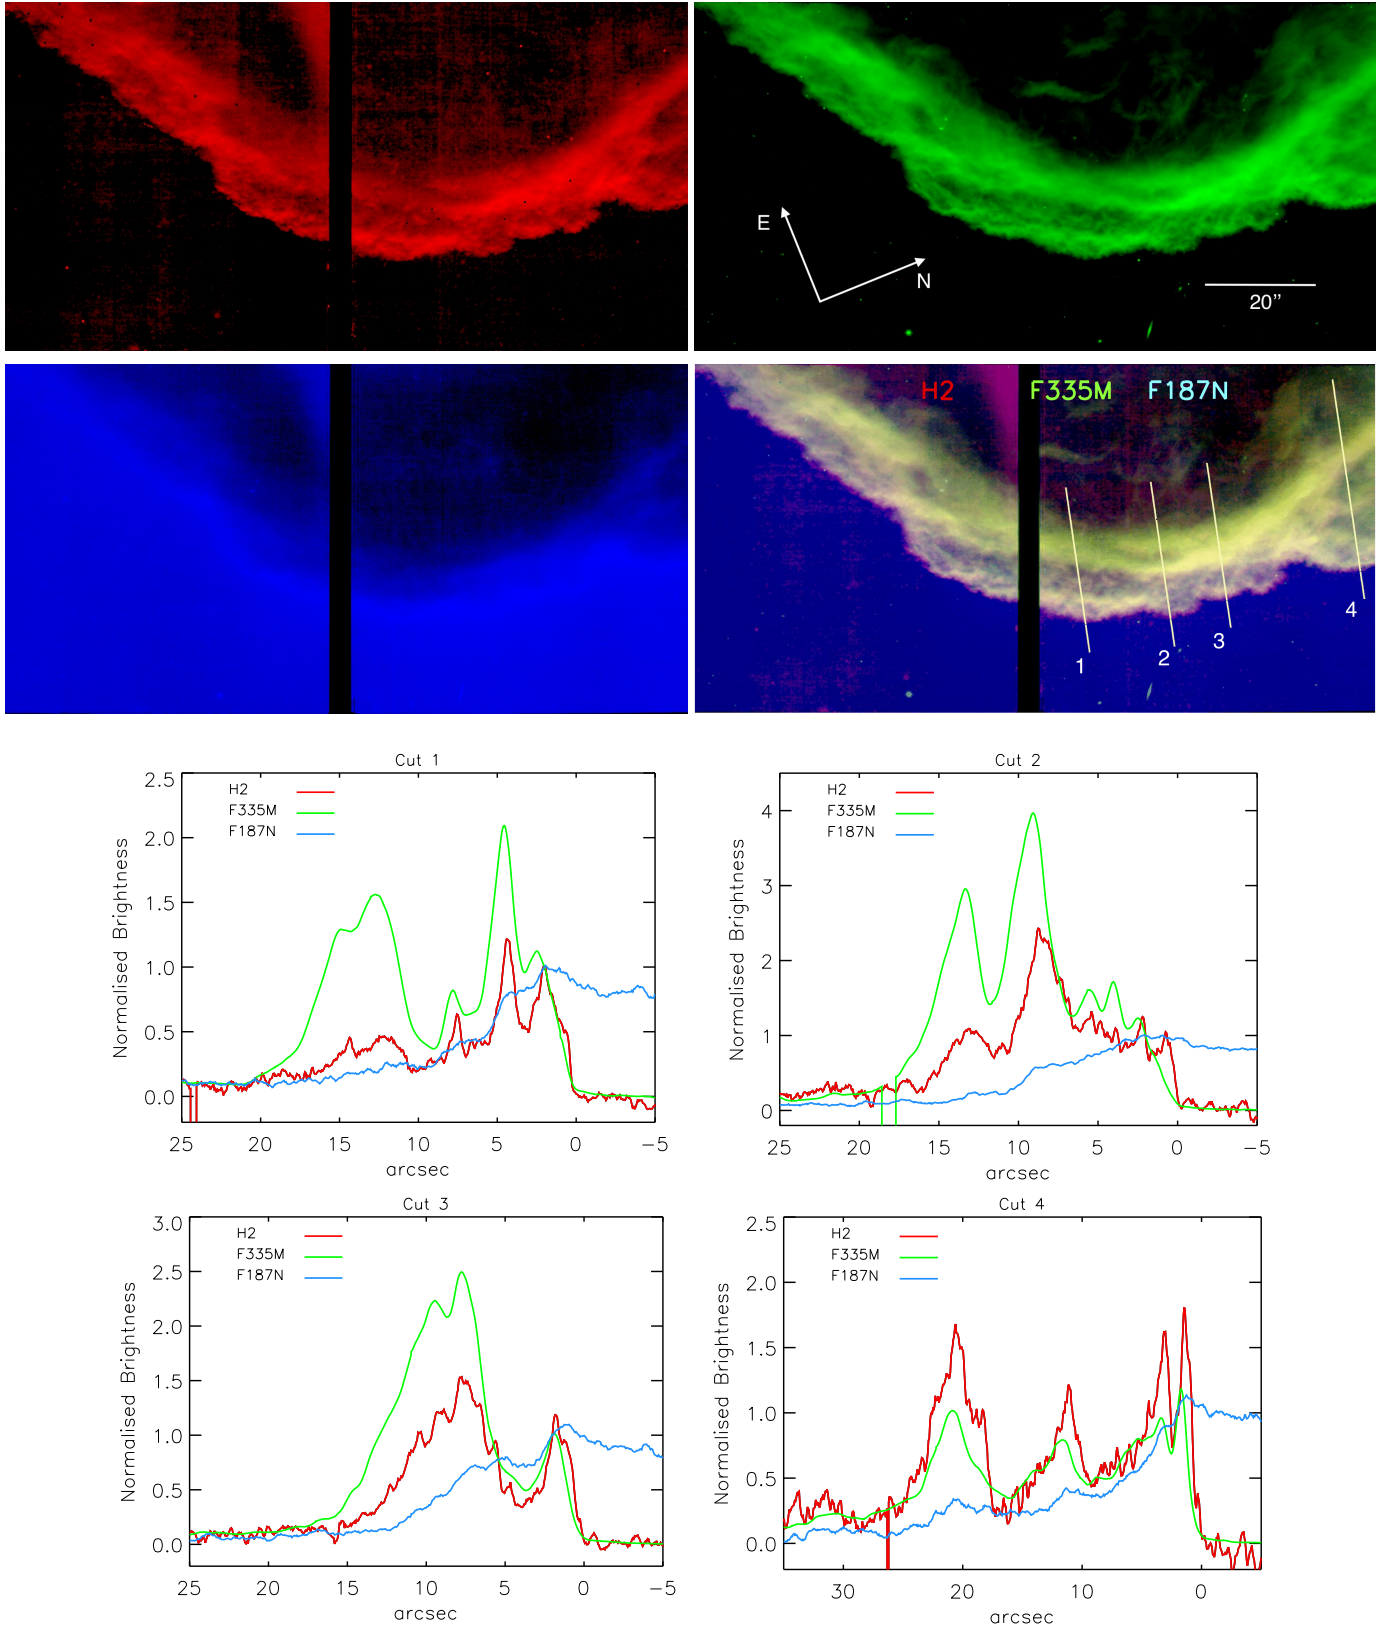 E
N
20”
H2 F335M F187N
1
2
3
4
Cut 1
Normalised Brightness
2.5
2.0
1.5
1.0
0.5
0.0
H2
F335M
F187N
25 20 15 10 5 0 −5
arcsec
Cut 2
Normalised Brightness
4
3
2
1
0
H2
F335M
F187N
25 20 15 10 5 0 −5
arcsec
Cut 3
Normalised Brightness
3.0
2.5
2.0
1.5
1.0
0.5
0.0
H2
F335M
F187N
25 20 15 10 5 0 −5
arcsec
Cut 4
Normalised Brightness
2.5
2.0
1.5
1.0
0.5
0.0
H2
F335M
F187N
30 20 10 0
arcsec